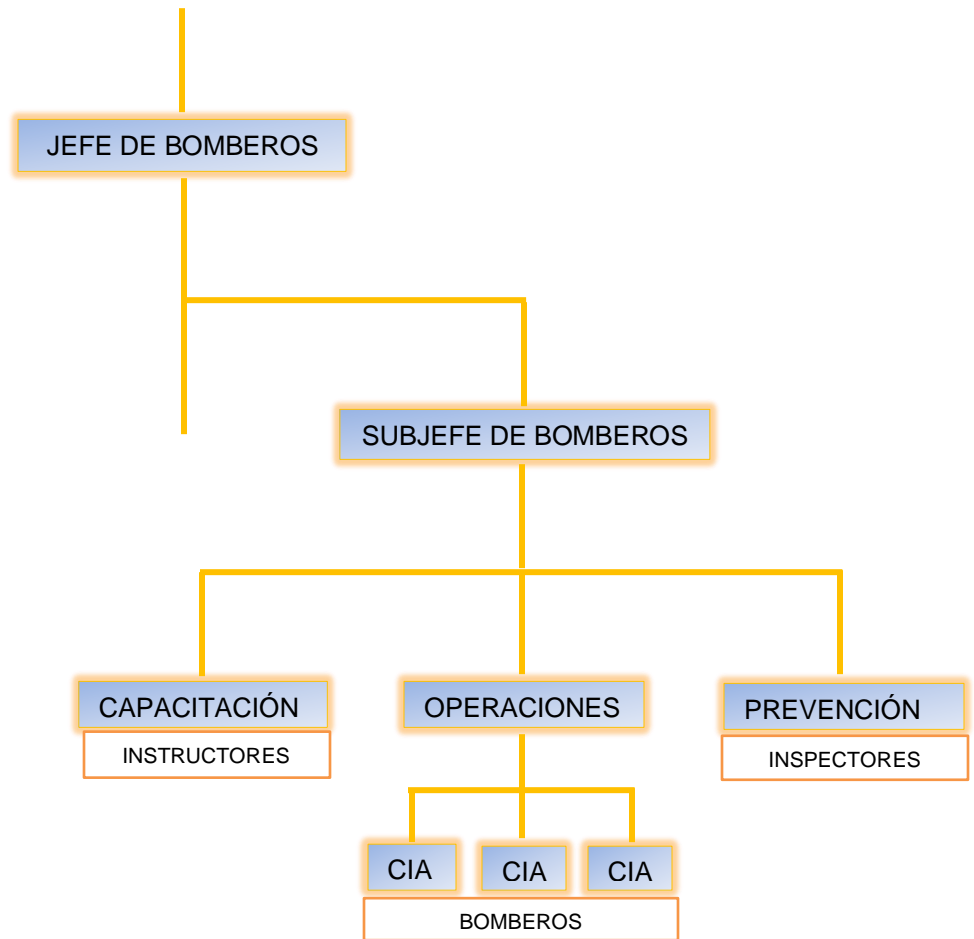 JEFE DE BOMBEROS
SUBJEFE DE BOMBEROS
CAPACITACIÓN
OPERACIONES
PREVENCIÓN
INSTRUCTORES
INSPECTORES
CIA
CIA
CIA
BOMBEROS